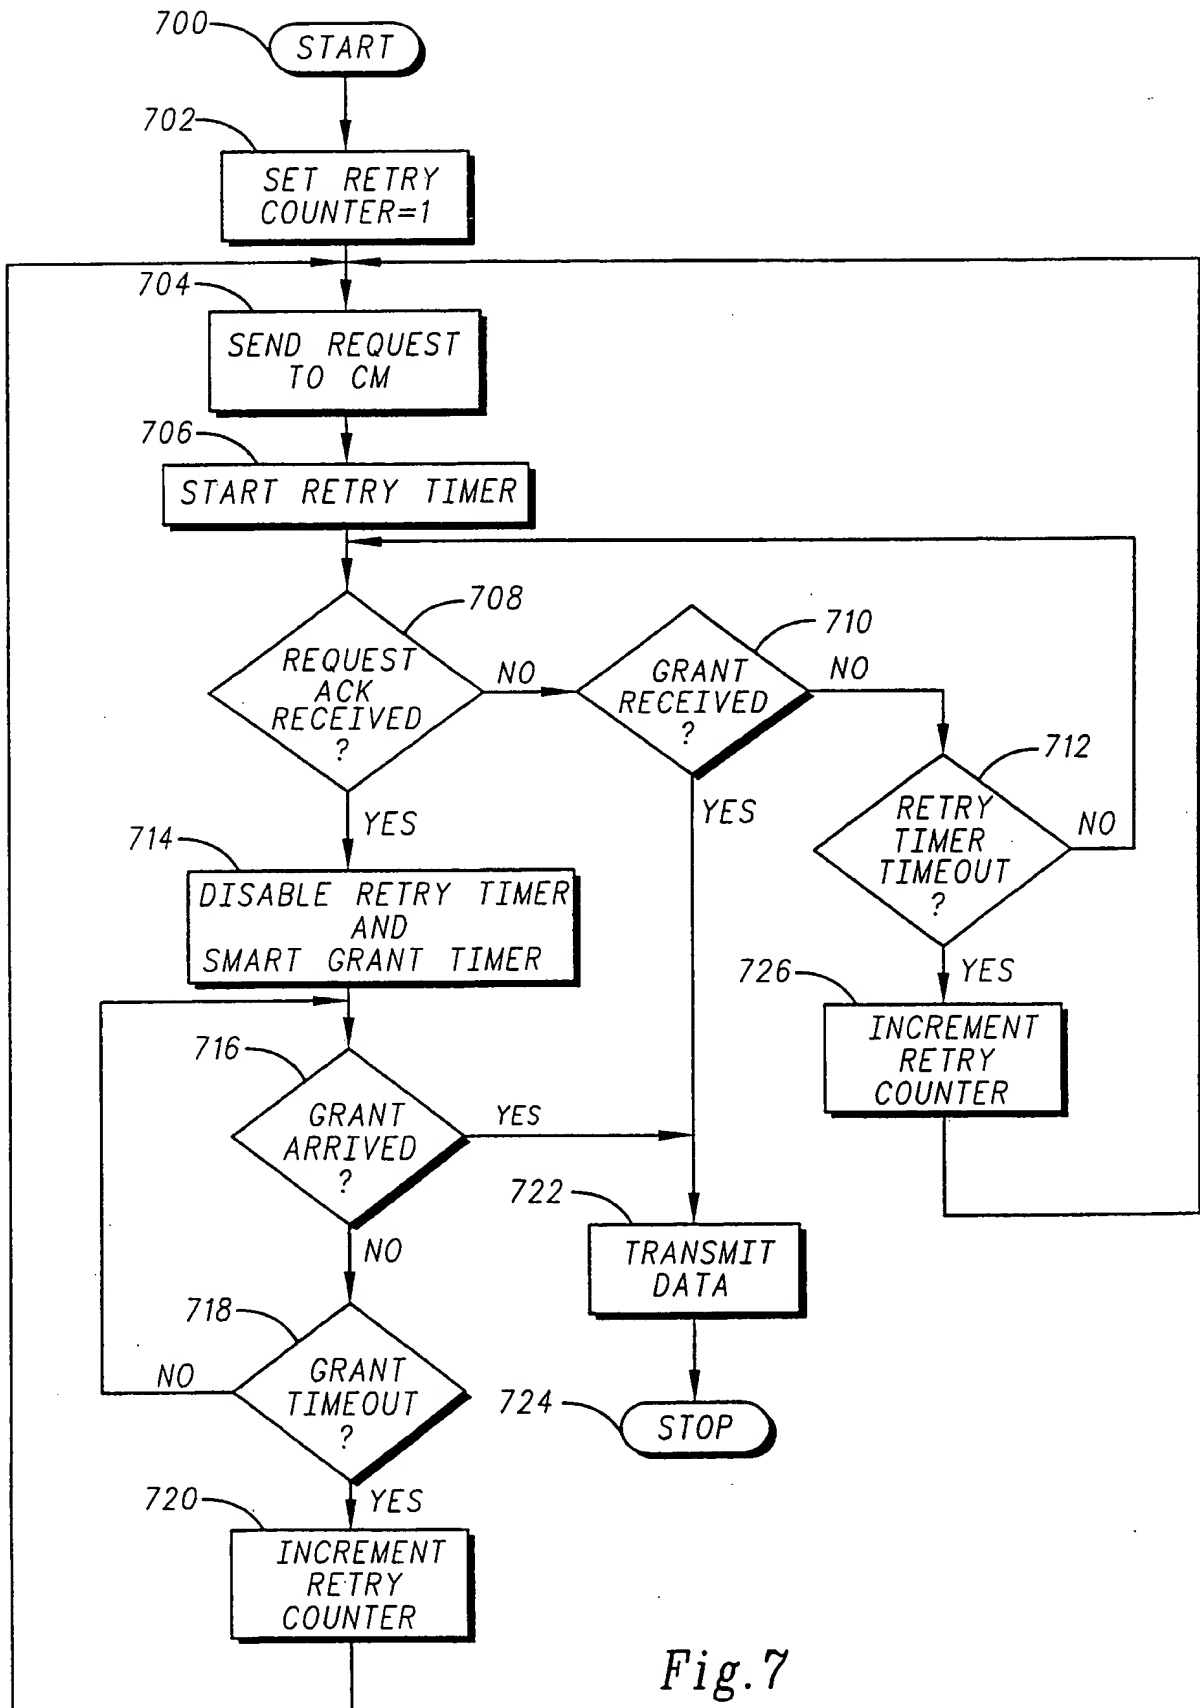 700
START
702
SET RETRY
COUNTER=1
704
SEND REQUEST
TO CM
706
START RETRY TIMER
708
REQUEST
ACK
RECEIVED
?
NO
710
GRANT
RECEIVED
?
NO
712
RETRY
TIMER
TIMEOUT
?
NO
YES
YES
714
DISABLE RETRY TIMER
AND
SMART GRANT TIMER
YES
726
INCREMENT
RETRY
COUNTER
716
GRANT
ARRIVED
?
YES
NO
722
TRANSMIT
DATA
718
GRANT
TIMEOUT
?
NO
724
STOP
YES
720
INCREMENT
RETRY
COUNTER
Fig.7